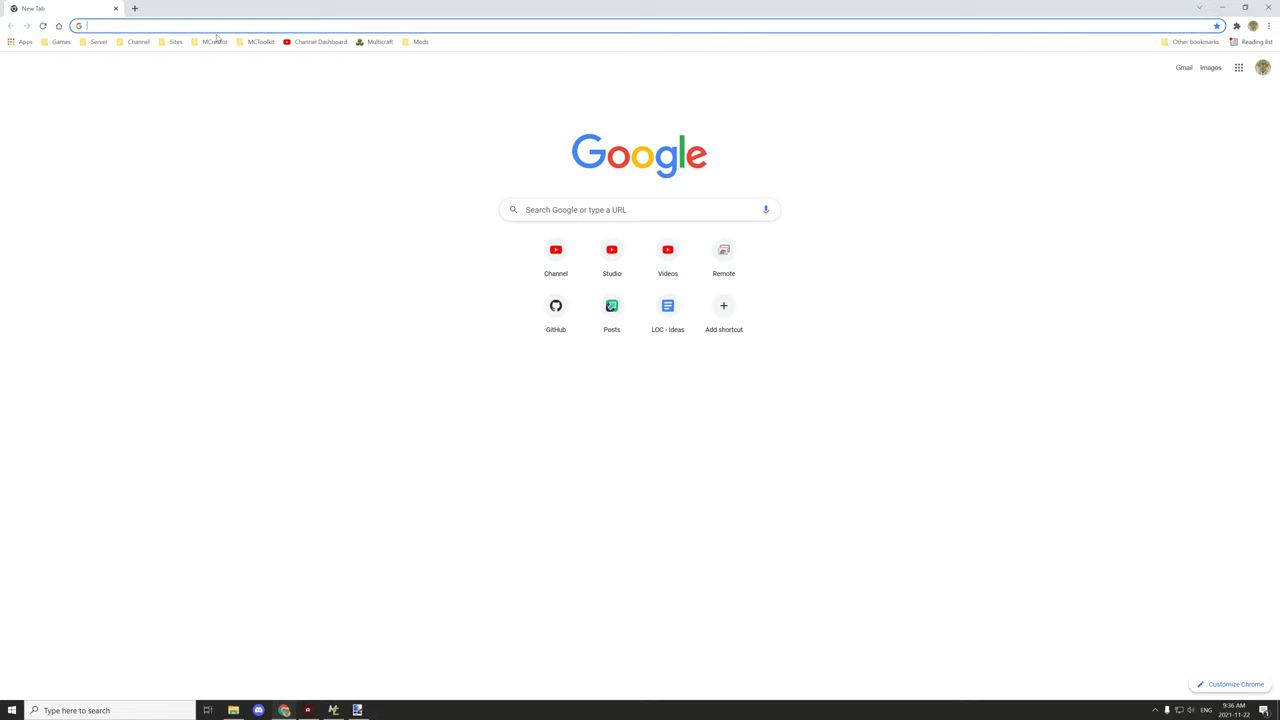 New Tab
Apps Games Server Channel Sites MCreator MCToolkit Channel Dashboard Multicraft Mods Other bookmarks Reading list
Gmail Images
Google
Search Google or type a URL
Channel Studio Videos Remote
GitHub Posts LOC - Ideas Add shortcut
Customize Chrome
Type here to search
ENG
9:36 AM
2021-11-22